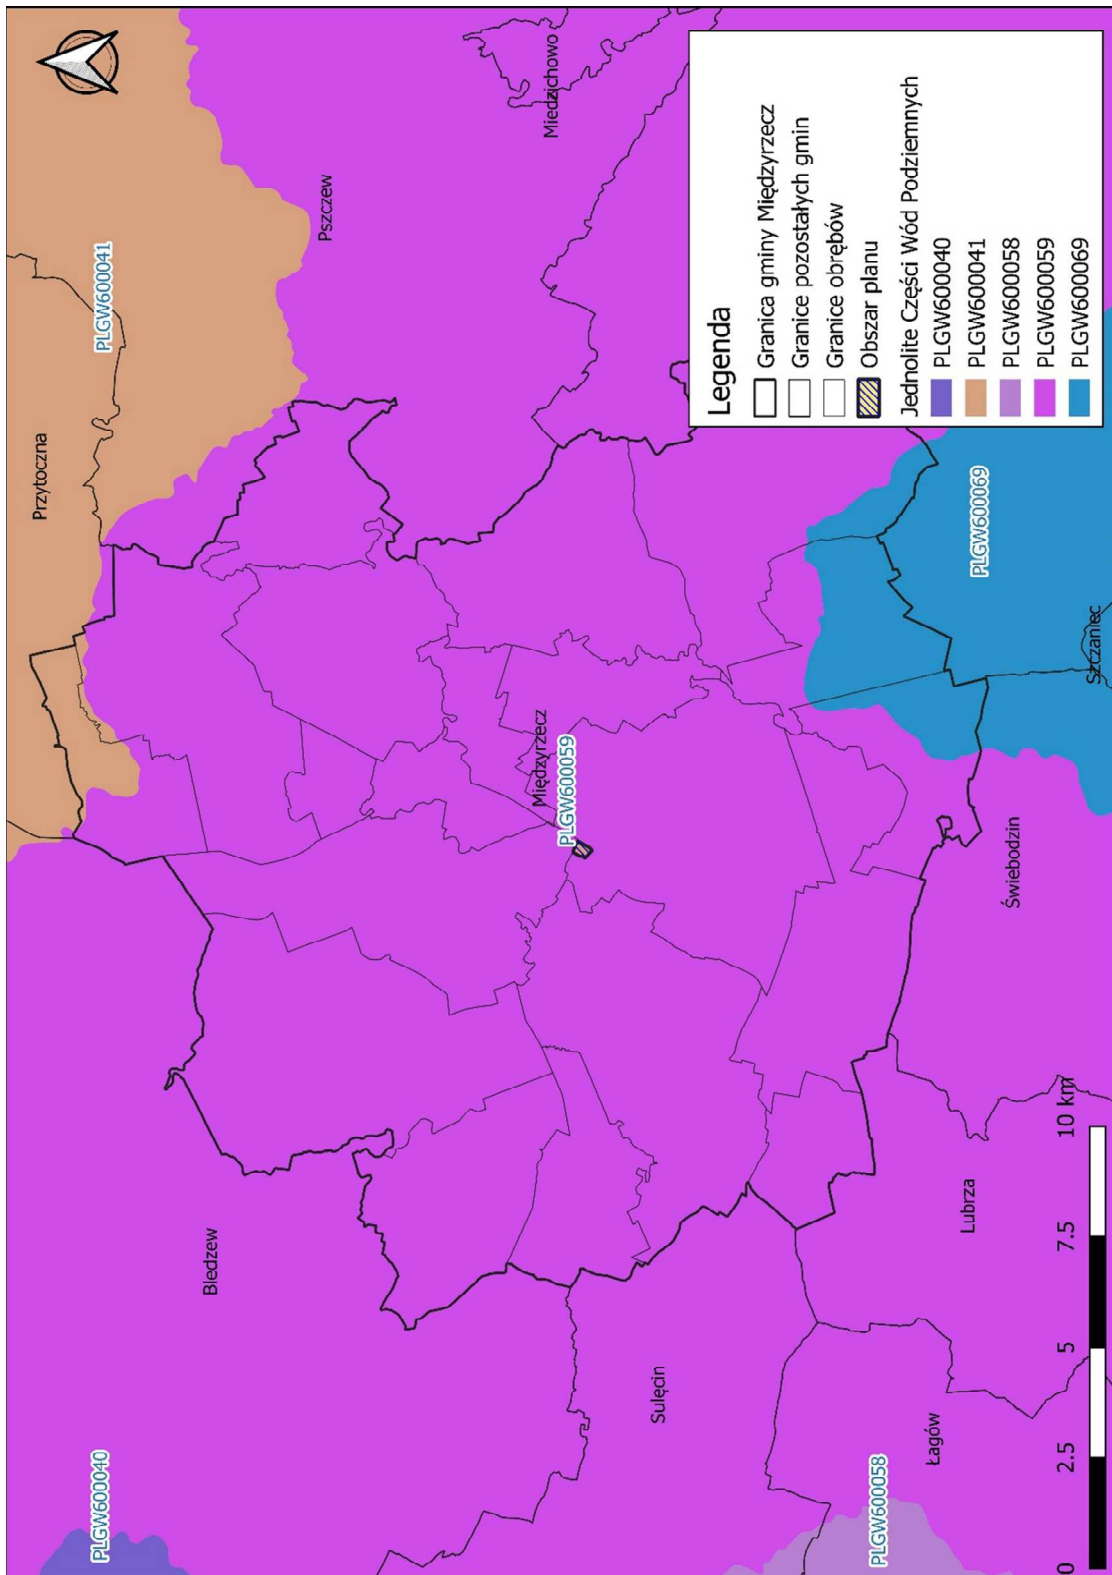 PLGW600040
PLGW600041
Przytoczna
Bledzew
Pszczew
Miedzichowo
Międzyrzecz
PLGW600059
Sulęcin
PLGW600058
Łagów
Lubrza
Świebodzin
PLGW600069
Szczaniec
0 2.5 5 7.5 10 km
Legenda
Granica gminy Międzyrzecz
Granice pozostałych gmin
Granice obrębów
Obszar planu
Jednolite Części Wód Podziemnych
PLGW600040
PLGW600041
PLGW600058
PLGW600059
PLGW600069